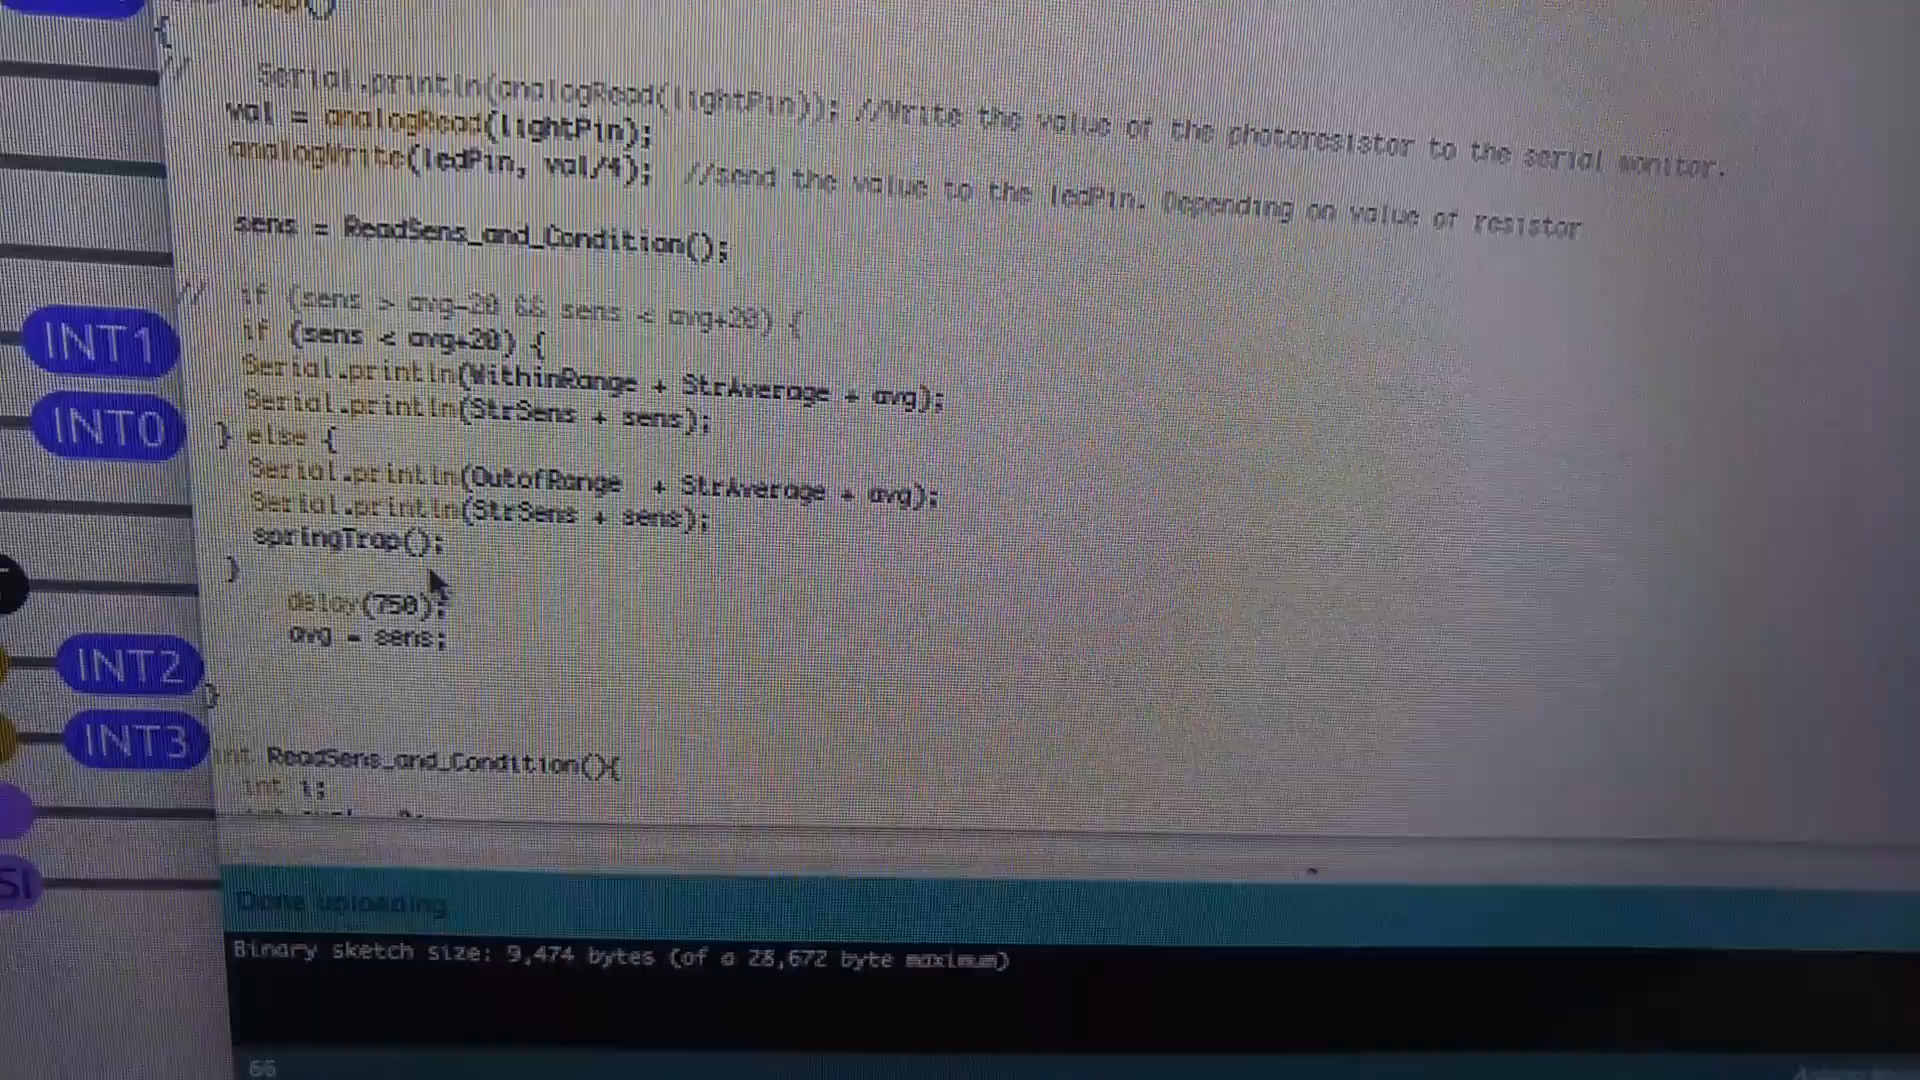 {
//    Serial.println(analogRead(lightPin)); //Write the value of the photoresistor to the serial monitor.
val = analogRead(lightPin);
analogWrite(ledPin, val/4);  //send the value to the ledPin. Depending on value of resistor
sens = ReadSens_and_Condition();
//  if (sens > avg-20 && sens < avg+20) {
if (sens < avg+20) {
Serial.println(WithinRange + StrAverage + avg);
Serial.println(StrSens + sens);
} else {
Serial.println(OutofRange  + StrAverage + avg);
Serial.println(StrSens + sens);
springTrap();
}
delay(750);
avg = sens;
}
int ReadSens_and_Condition(){
int i;
INT1
INT0
INT2
INT3
SI
Done uploading
Binary sketch size: 9,474 bytes (of a 28,672 byte maximum)
66